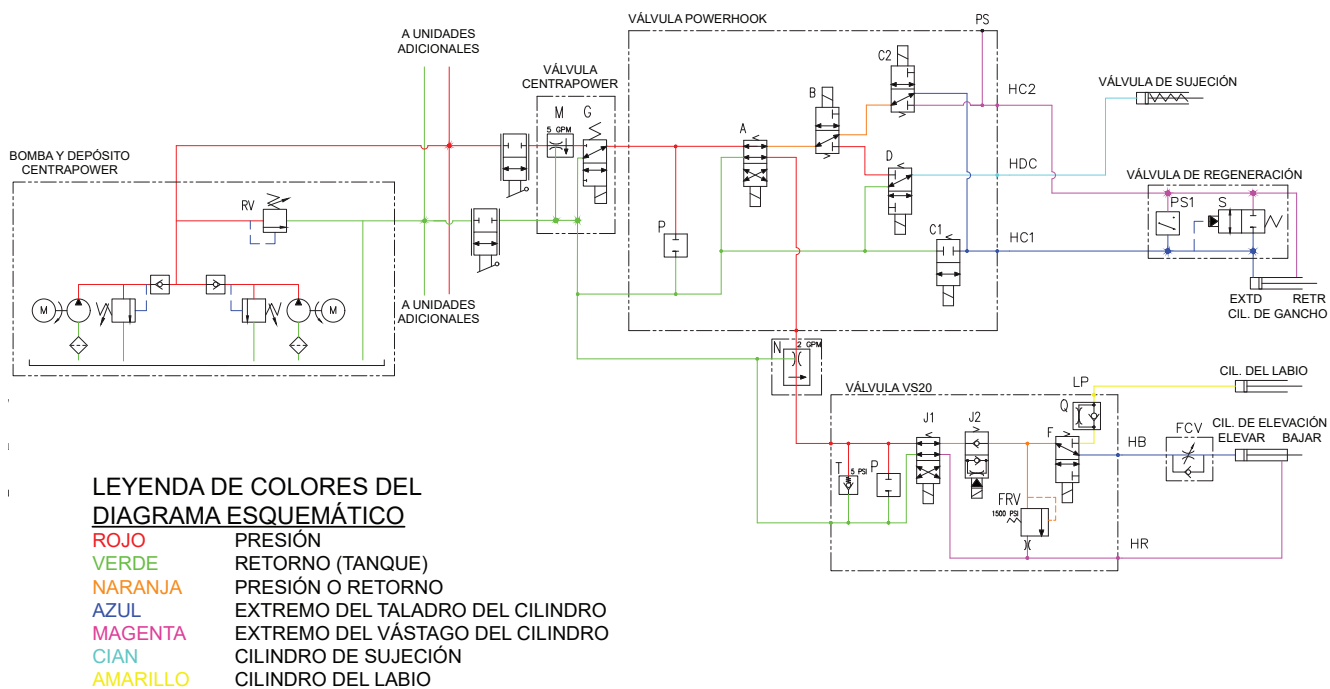 A UNIDADES
ADICIONALES
VÁLVULA
CENTRAPOWER
M
G
5 GPM
VÁLVULA POWERHOOK
PS
C2
HC2
B
A
VÁLVULA DE SUJECIÓN
D
HDC
BOMBA Y DEPÓSITO
CENTRAPOWER
RV
VÁLVULA DE REGENERACIÓN
PS1
S
P
C1
HC1
M
M
A UNIDADES
ADICIONALES
EXTD
RETR
CIL. DE GANCHO
N
2 GPM
VÁLVULA VS20
LP
CIL. DEL LABIO
Q
J1
J2
F
HB
FCV
CIL. DE ELEVACIÓN
ELEVAR
BAJAR
T
5 PSI
P
FRV
1500 PSI
HR
LEYENDA DE COLORES DEL
DIAGRAMA ESQUEMÁTICO
ROJO PRESIÓN
VERDE RETORNO (TANQUE)
NARANJA PRESIÓN O RETORNO
AZUL EXTREMO DEL TALADRO DEL CILINDRO
MAGENTA EXTREMO DEL VÁSTAGO DEL CILINDRO
CIAN CILINDRO DE SUJECIÓN
AMARILLO CILINDRO DEL LABIO